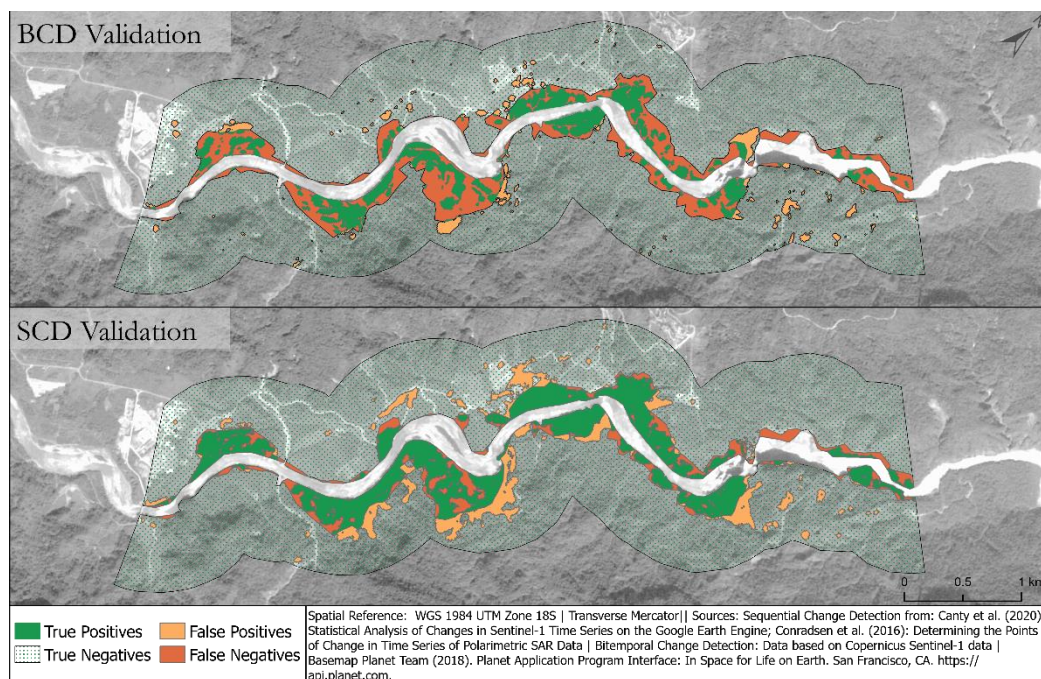 BCD Validation
SCD Validation
0 0.5 1 km
True Positives
False Positives
True Negatives
False Negatives
Spatial Reference: WGS 1984 UTM Zone 18S | Transverse Mercator|| Sources: Sequential Change Detection from: Canty et al. (2020)
Statistical Analysis of Changes in Sentinel-1 Time Series on the Google Earth Engine; Conradsen et al. (2016): Determining the Points
of Change in Time Series of Polarimetric SAR Data | Bitemporal Change Detection: Data based on Copernicus Sentinel-1 data |
Basemap Planet Team (2018). Planet Application Program Interface: In Space for Life on Earth. San Francisco, CA. https://
api.planet.com.